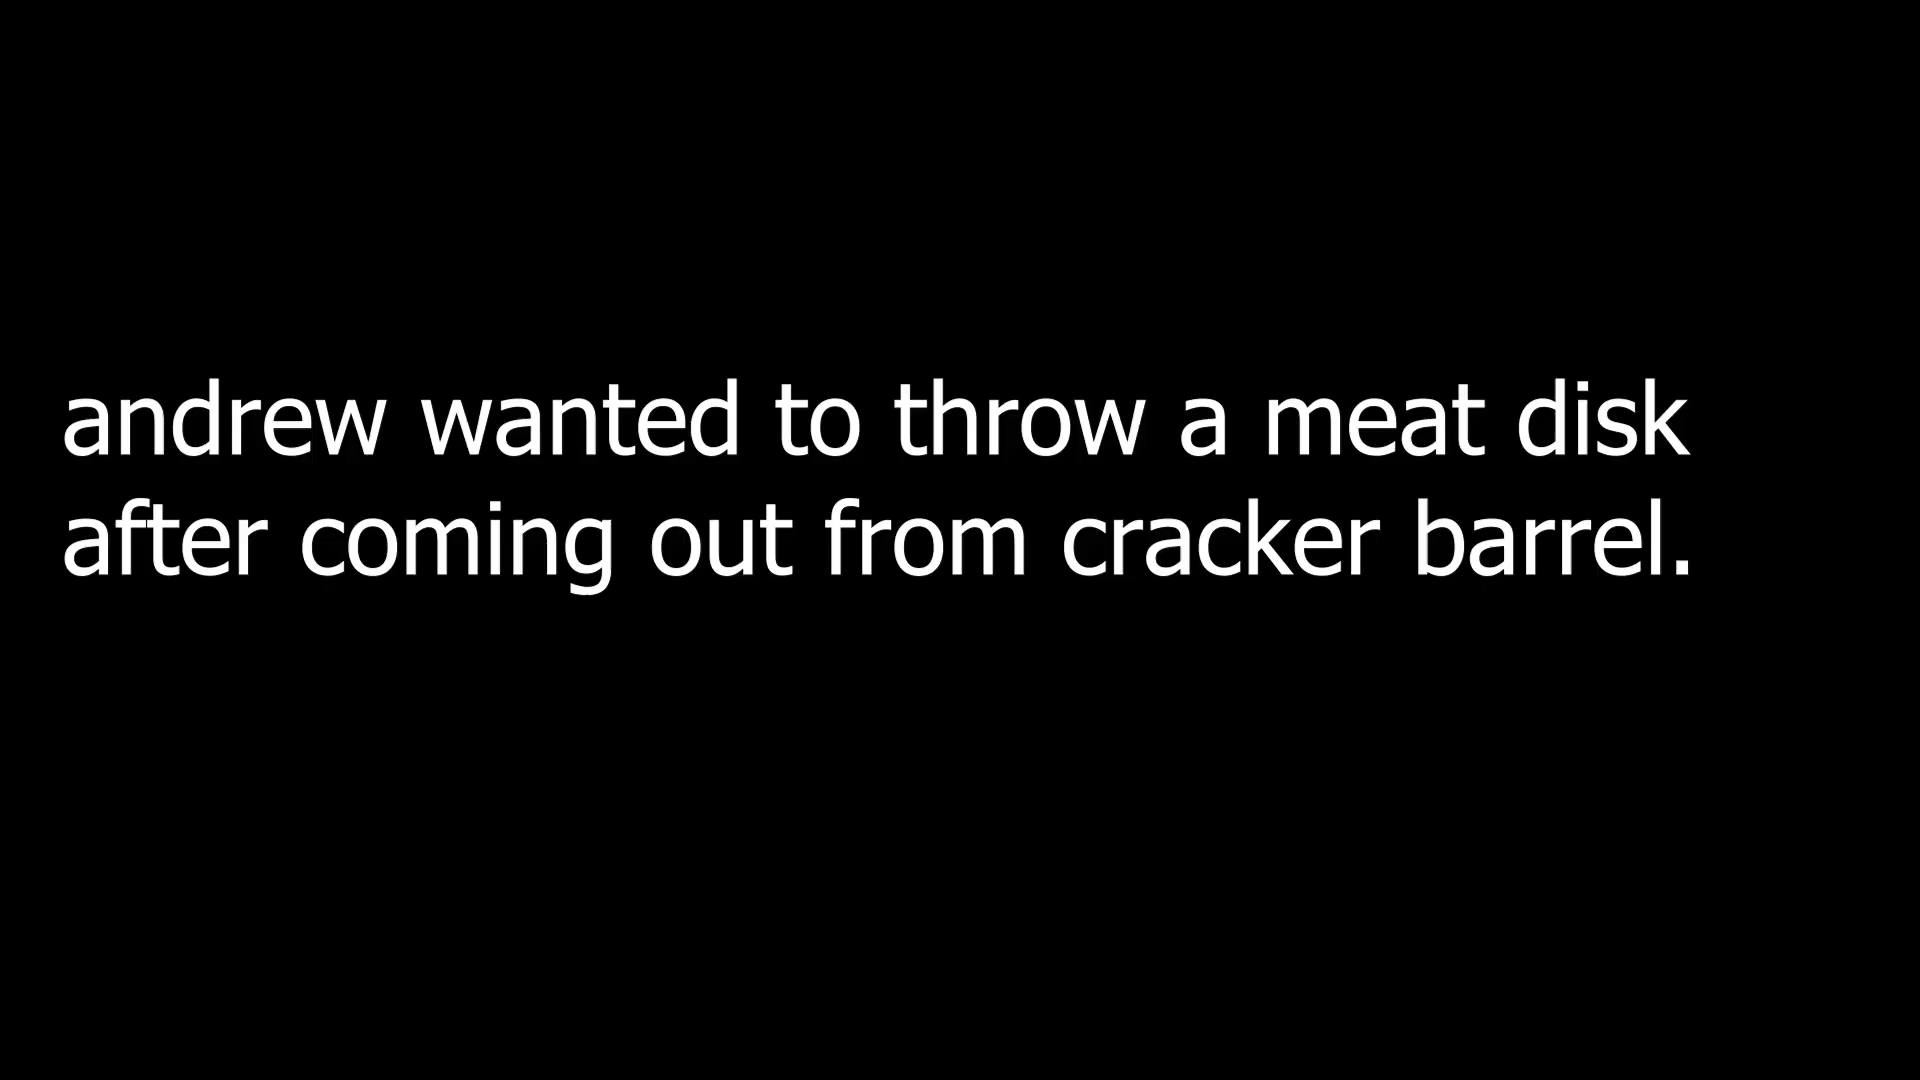 andrew wanted to throw a meat disk
after coming out from cracker barrel.